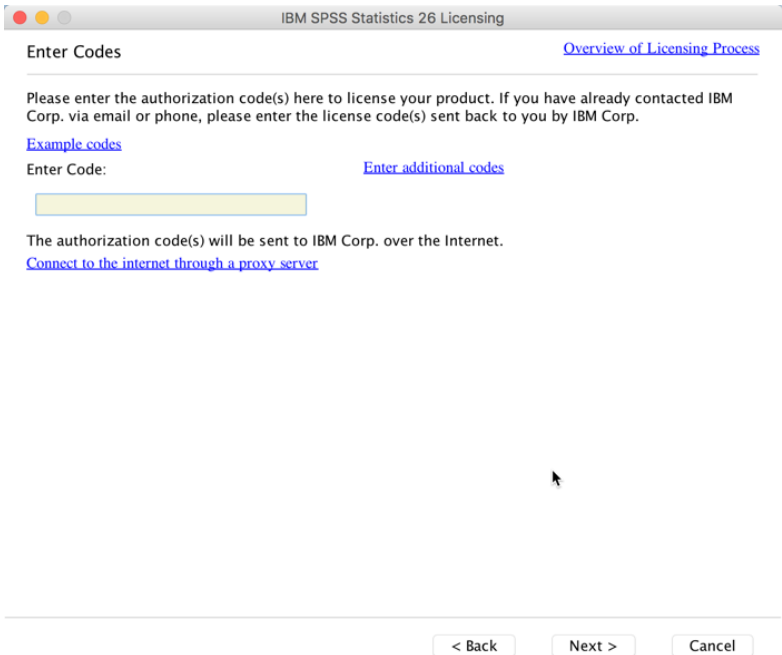 IBM SPSS Statistics 26 Licensing
Enter Codes
Overview of Licensing Process
Please enter the authorization code(s) here to license your product. If you have already contacted IBM
Corp. via email or phone, please enter the license code(s) sent back to you by IBM Corp.
Example codes
Enter Code:
Enter additional codes
The authorization code(s) will be sent to IBM Corp. over the Internet.
Connect to the internet through a proxy server
< Back
Next >
Cancel